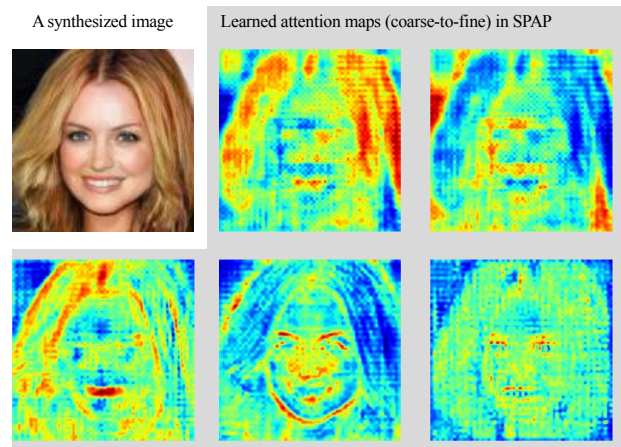 A synthesized image
Learned attention maps (coarse-to-fine) in SPAP